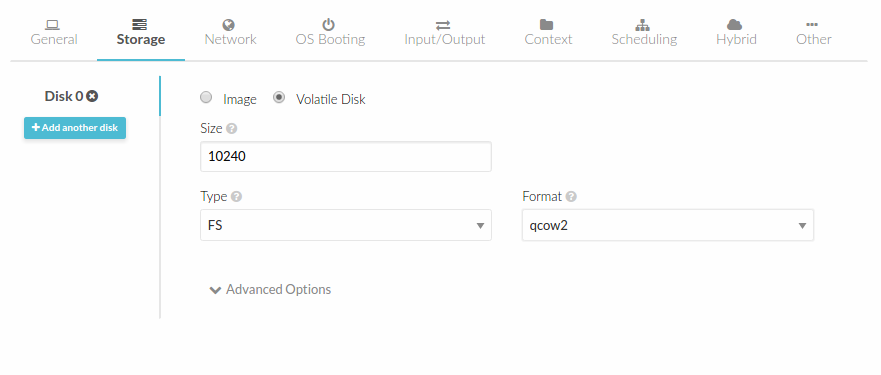 General Storage Network OS Booting Input/Output Context Scheduling Hybrid Other
Disk 0
Image Volatile Disk
+ Add another disk
Size ?
10240
Type ? Format ?
FS qcow2
Advanced Options